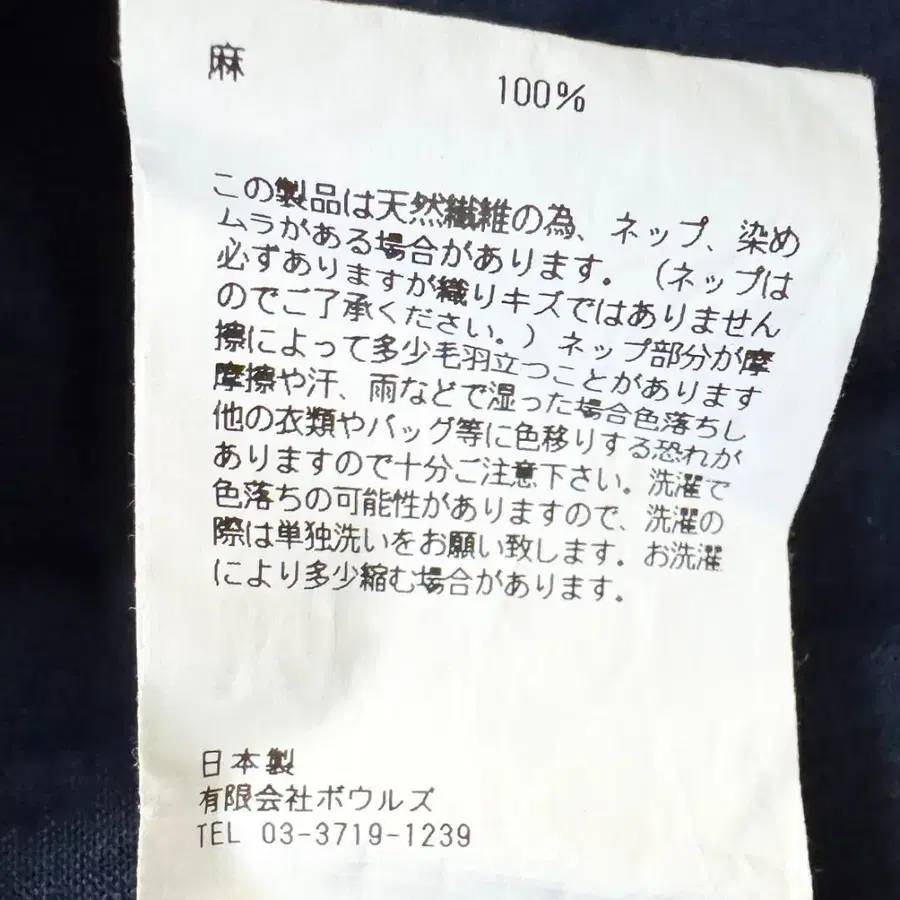 麻 100%
この製品は天然繊維の為、ネップ、染め
ムラがある場合があります。（ネップは
必ずありますが織りキズではありません
のでご了承ください。）ネップ部分が摩
擦によって多少毛羽立つことがあります
摩擦や汗、雨などで湿った場合色落ちし
他の衣類やバッグ等に色移りする恐れが
ありますので十分ご注意下さい。洗濯で
色落ちの可能性がありますので、洗濯の
際は単独洗いをお願い致します。お洗濯
により多少縮む場合があります。
日本製
有限会社ボウルズ
TEL 03-3719-1239